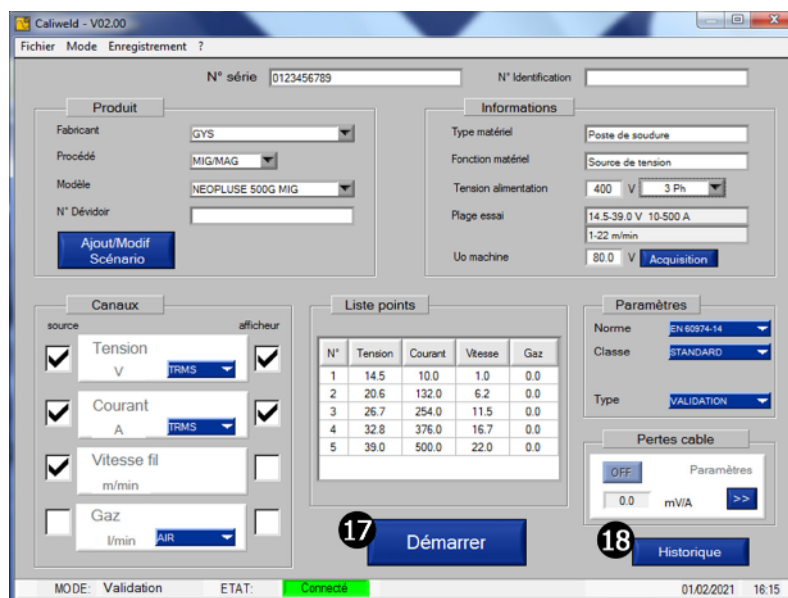 Caliweld - V02.00
Fichier Mode Enregistrement ?
N° série 0123456789 N° Identification
Produit
Fabricant GYS
Procédé MIG/MAG
Modèle NEOPLUSE 500G MIG
N° Dévidoir
Ajout/Modif
Scénario
Informations
Type matériel Poste de soudure
Fonction matériel Source de tension
Tension alimentation 400 V 3 Ph
Plage essai 14.5-39.0 V 10-500 A
1-22 m/min
Uo machine 80.0 V Acquisition
Canaux
source afficheur
Tension
V TRMS
Courant
A TRMS
Vitesse fil
m/min
Gaz
l/min AIR
Liste points
N° Tension Courant Vitesse Gaz
1 14.5 10.0 1.0 0.0
2 20.6 132.0 6.2 0.0
3 26.7 254.0 11.5 0.0
4 32.8 376.0 16.7 0.0
5 39.0 500.0 22.0 0.0
Paramètres
Norme EN 60974-14
Classe STANDARD
Type VALIDATION
Pertes cable
OFF Paramètres
0.0 mV/A >>
17 Démarrer
18 Historique
MODE: Validation ETAT: Connecté 01/02/2021 16:15